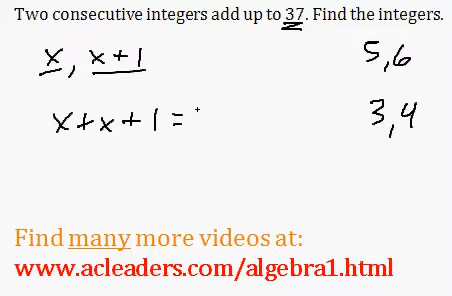 Two consecutive integers add up to 37. Find the integers.
x, x+1
5,6
x+x+1=
3,4
Find many more videos at:
www.acleaders.com/algebra1.html